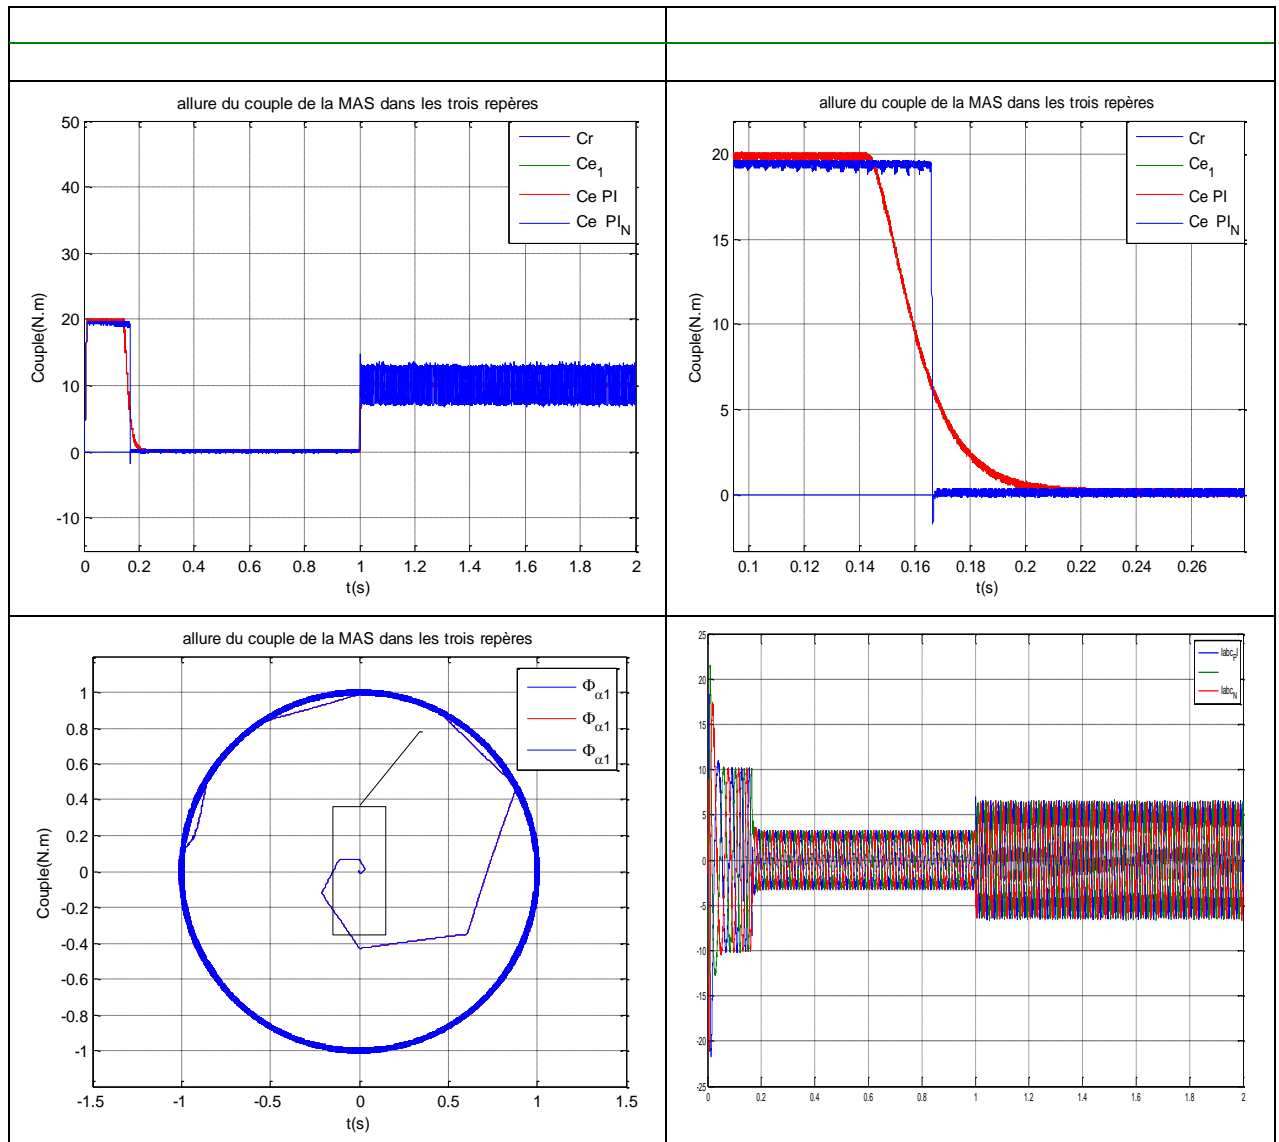 allure du couple de la MAS dans les trois repères
50
40
30
20
10
0
-10
Couple(N.m)
0 0.2 0.4 0.6 0.8 1 1.2 1.4 1.6 1.8 2
t(s)
Cr
Ce1
Ce PI
Ce PIN
allure du couple de la MAS dans les trois repères
20
15
10
5
0
Couple(N.m)
0.1 0.12 0.14 0.16 0.18 0.2 0.22 0.24 0.26
t(s)
Cr
Ce1
Ce PI
Ce PIN
allure du couple de la MAS dans les trois repères
1
0.8
0.6
0.4
0.2
0
-0.2
-0.4
-0.6
-0.8
-1
Couple(N.m)
-1.5 -1 -0.5 0 0.5 1 1.5
t(s)
Φα1
Φα1
Φα1
25
20
15
10
5
0
-5
-10
-15
-20
-25
0 0.2 0.4 0.6 0.8 1 1.2 1.4 1.6 1.8 2
IabcPI
IabcN